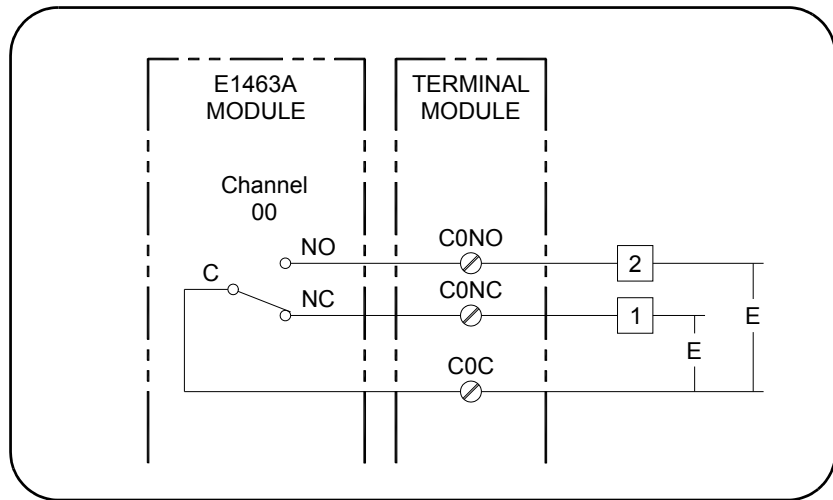 E1463A
MODULE
TERMINAL
MODULE
Channel
00
NO
C0NO
2
C
NC
C0NC
1
E
E
C0C